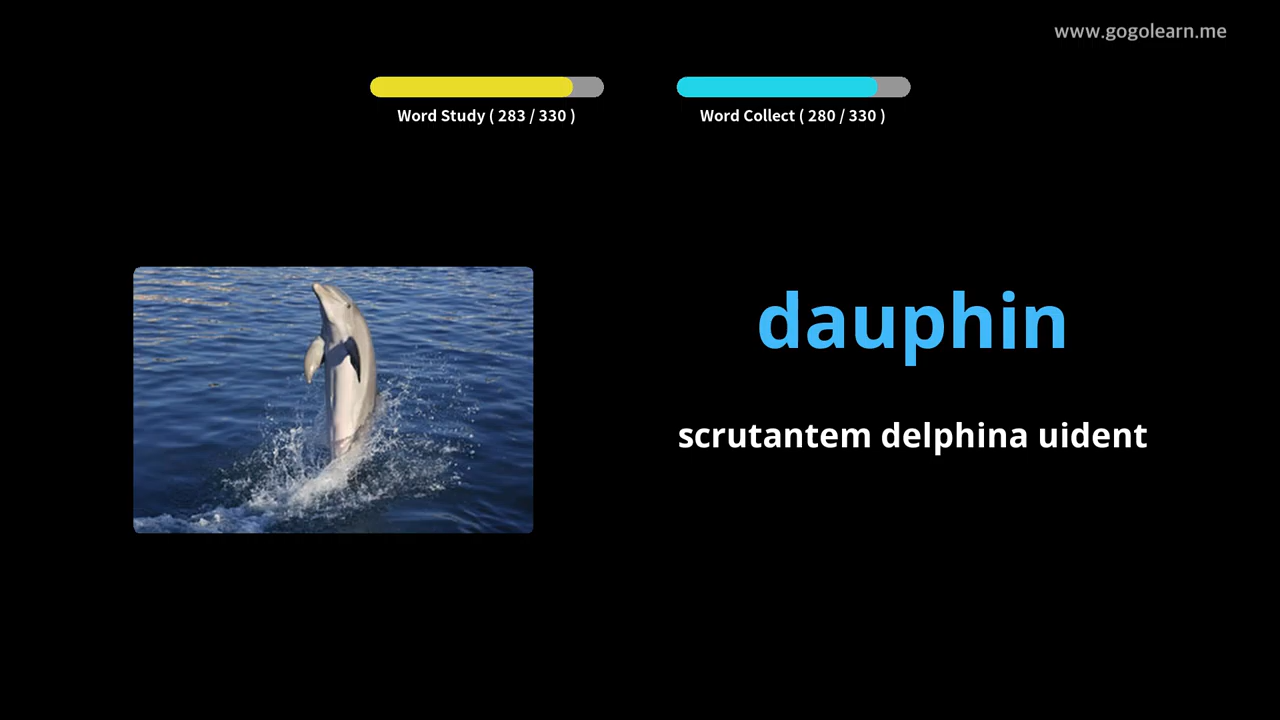 www.gogolearn.me
Word Study ( 283 / 330 )
Word Collect ( 280 / 330 )
dauphin
scrutantem delphina uident